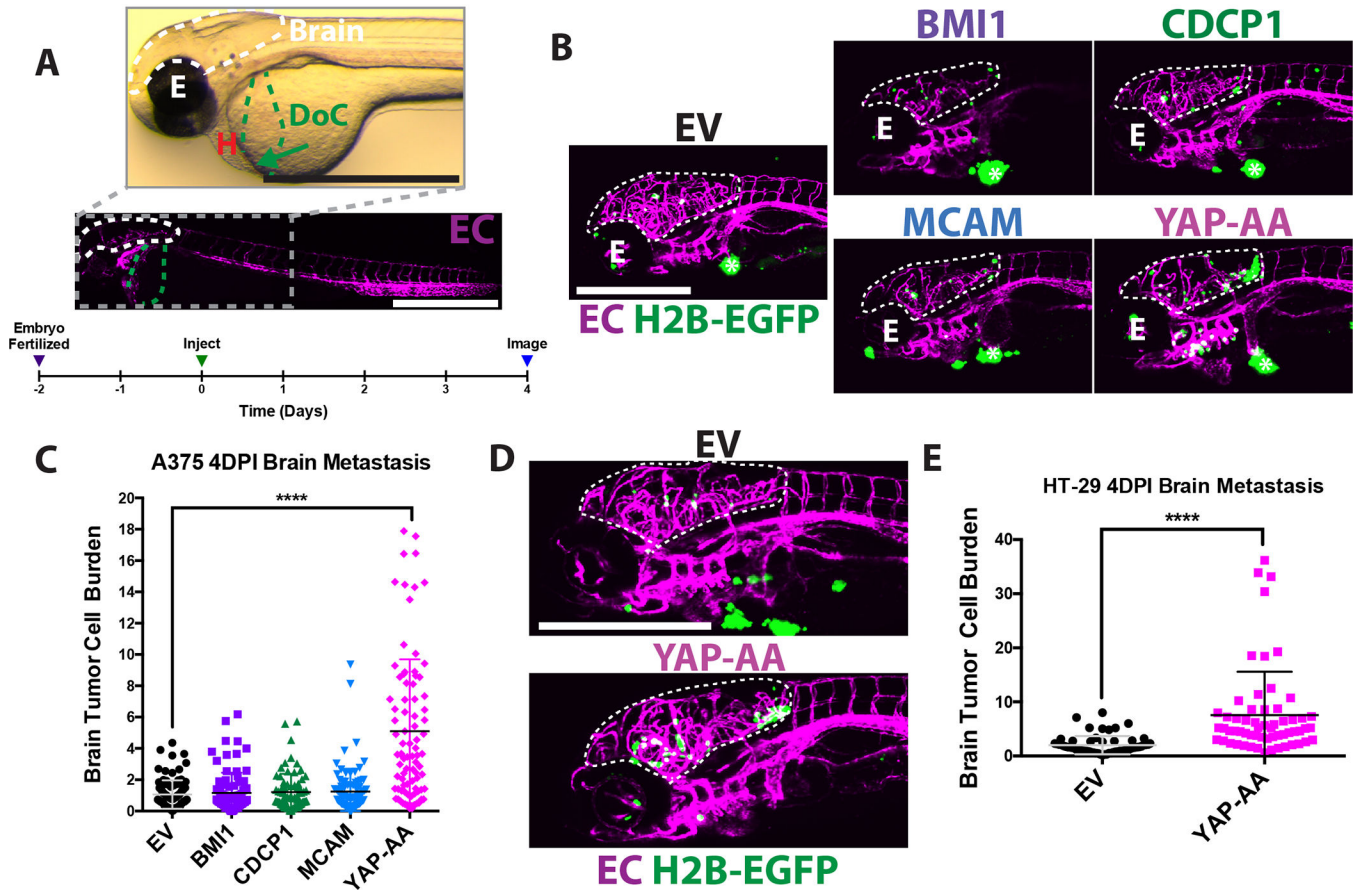 A
Brain
E
DoC
H
EC
Embryo
Fertilized
Inject
Image
-2
-1
0
1
2
3
4
Time (Days)
B
EV
E
EC H2B-EGFP
BMI1
CDCP1
E
E
*
*
*
MCAM
YAP-AA
E
E
*
*
C
A375 4DPI Brain Metastasis
****
Brain Tumor Cell Burden
20
18
16
14
12
10
8
6
4
2
0
EV
BMI1
CDCP1
MCAM
YAP-AA
D
EV
YAP-AA
EC H2B-EGFP
E
HT-29 4DPI Brain Metastasis
****
Brain Tumor Cell Burden
40
30
20
10
0
EV
YAP-AA